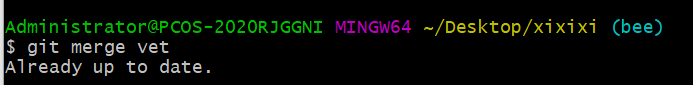 Administrator@PCOS-2020RJGGNI MINGW64 ~/Desktop/xixixi (bee)
$ git merge vet
Already up to date.